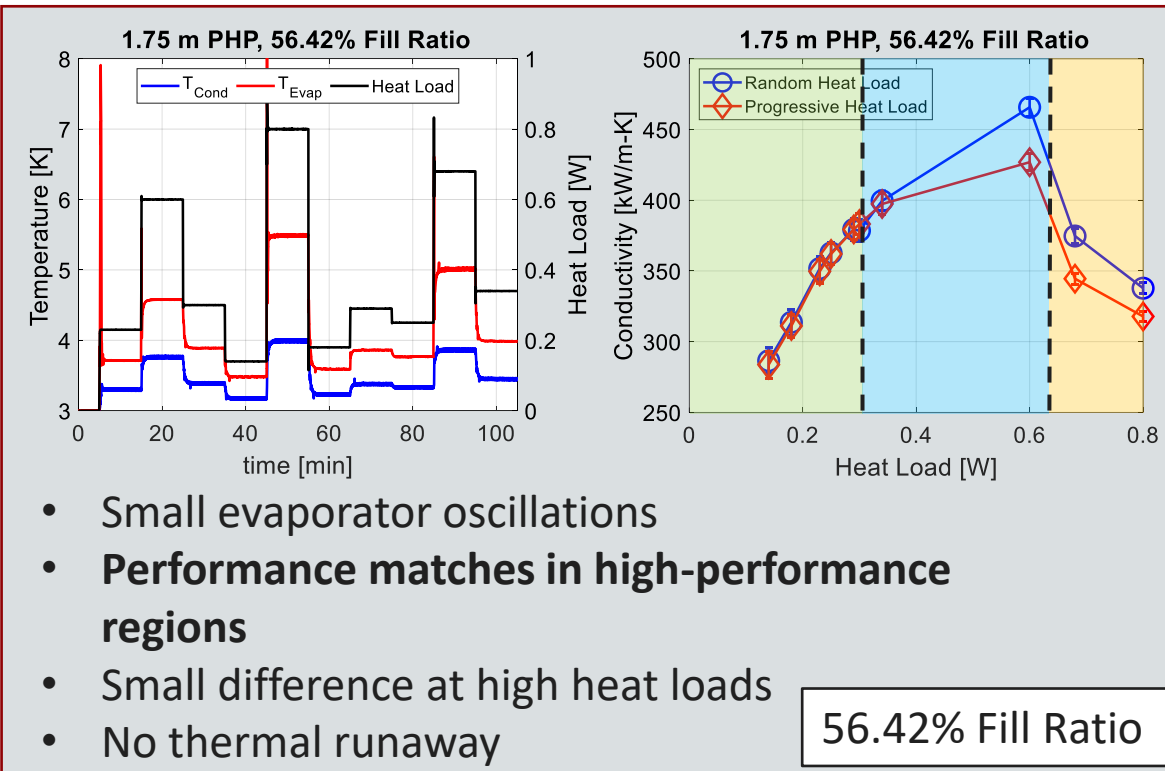 1.75 m PHP, 56.42% Fill Ratio
T_Cond T_Evap Heat Load
Temperature [K]
8
7
6
5
4
3
1
0.8
0.6
0.4
0.2
0
Heat Load [W]
0 20 40 60 80 100
time [min]
1.75 m PHP, 56.42% Fill Ratio
Random Heat Load
Progressive Heat Load
Conductivity [kW/m-K]
500
450
400
350
300
250
0 0.2 0.4 0.6 0.8
Heat Load [W]
• Small evaporator oscillations
• Performance matches in high-performance
regions
• Small difference at high heat loads
• No thermal runaway
56.42% Fill Ratio